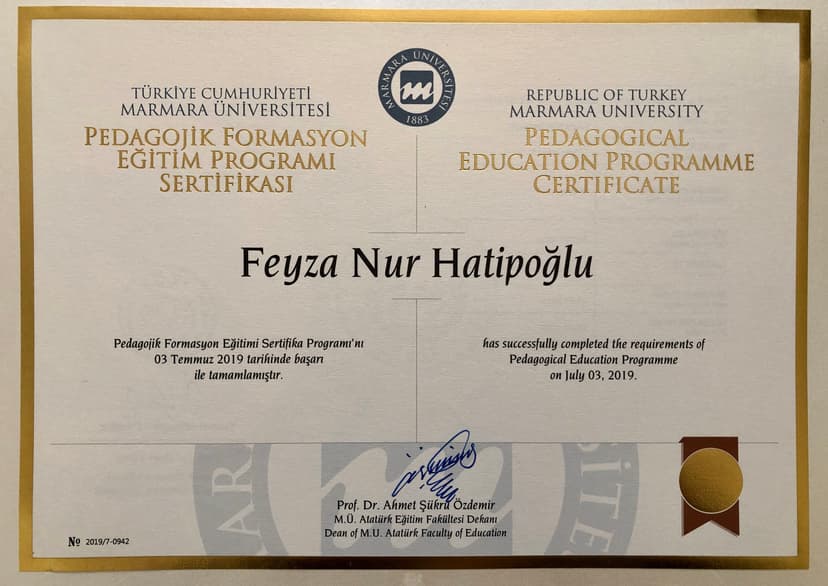 MARMARA ÜNİVERSİTESİ
1883
TÜRKİYE CUMHURİYETİ
MARMARA ÜNİVERSİTESİ
PEDAGOJİK FORMASYON
EĞİTİM PROGRAMI
SERTİFİKASI
REPUBLIC OF TURKEY
MARMARA UNIVERSITY
PEDAGOGICAL
EDUCATION PROGRAMME
CERTIFICATE
Feyza Nur Hatipoğlu
Pedagojik Formasyon Eğitimi Sertifika Programı'nı
03 Temmuz 2019 tarihinde başarı
ile tamamlamıştır.
has successfully completed the requirements of
Pedagogical Education Programme
on July 03, 2019.
Prof. Dr. Ahmet Şükrü Özdemir
M.Ü. Atatürk Eğitim Fakültesi Dekanı
Dean of M.U. Atatürk Faculty of Education
№ 2019/7-0942